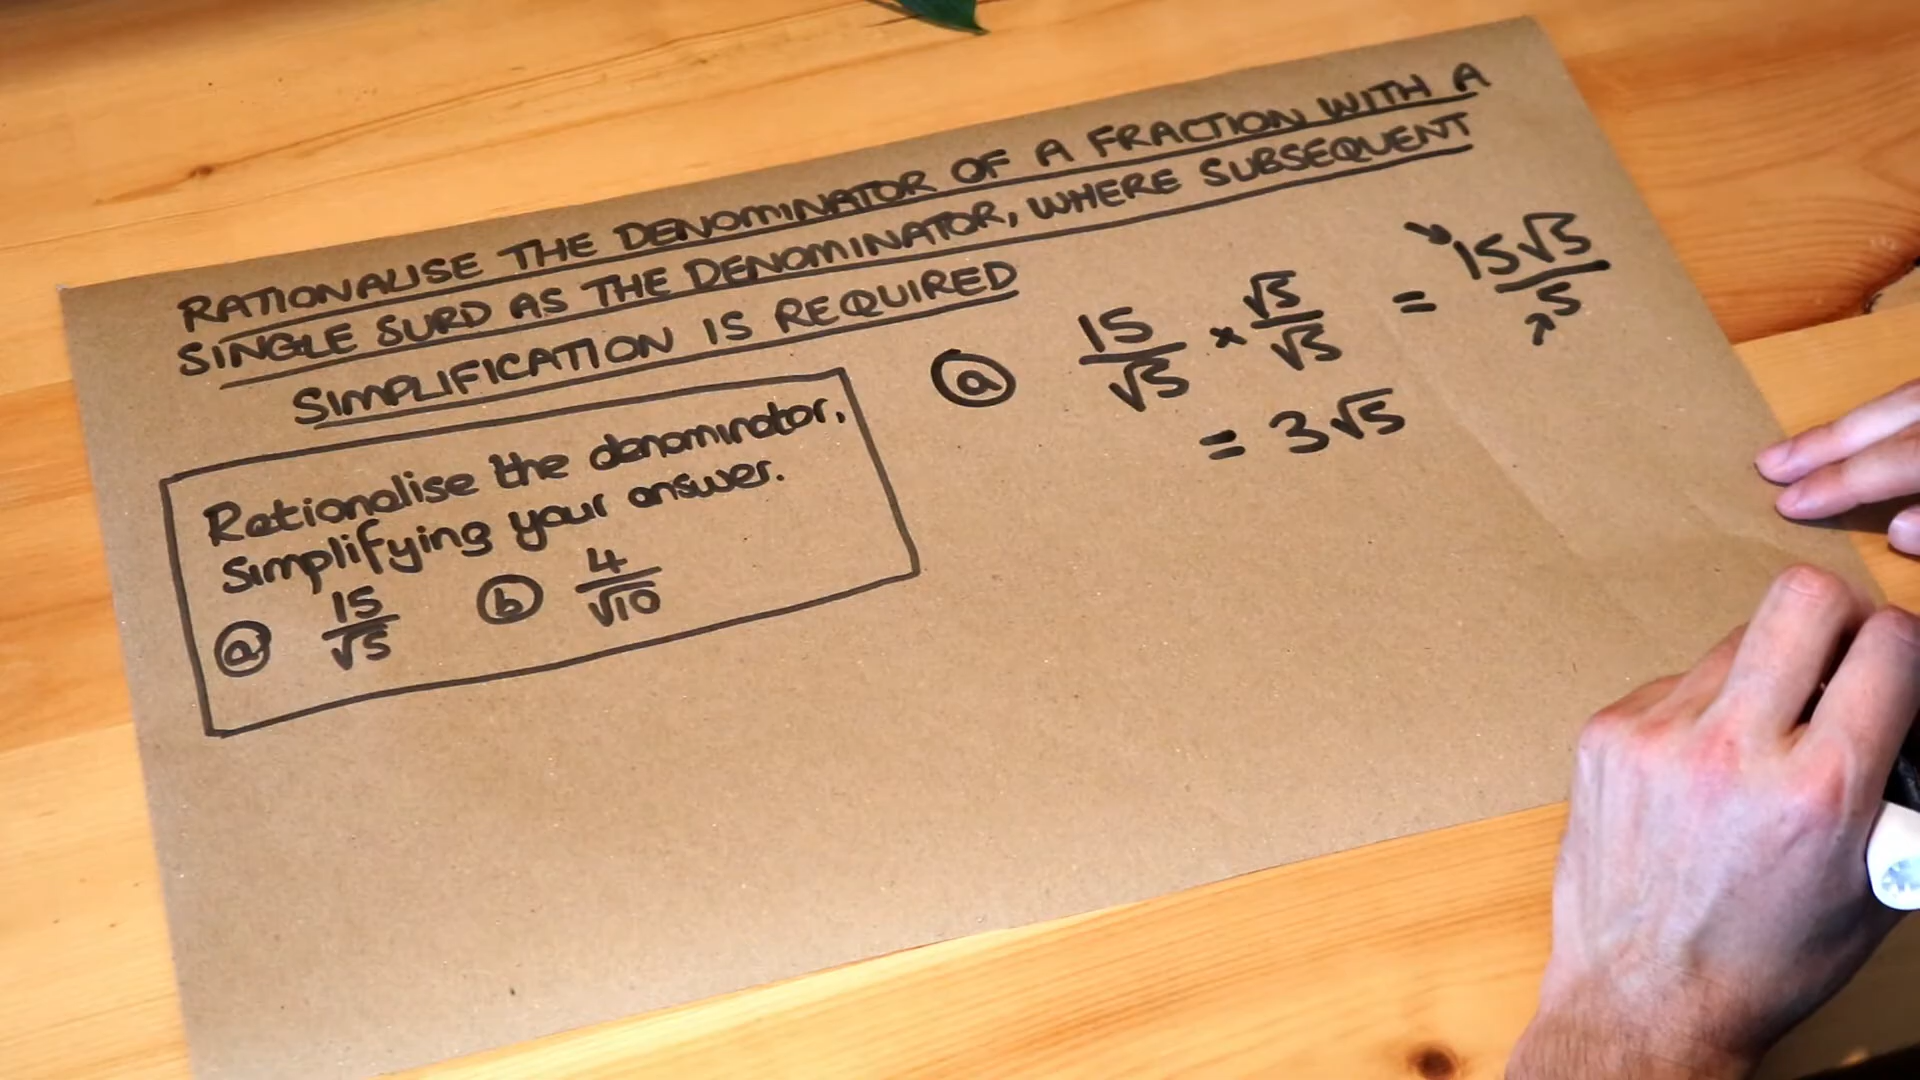 RATIONALISE THE DENOMINATOR OF A FRACTION WITH A
SINGLE SURD AS THE DENOMINATOR, WHERE SUBSEQUENT
SIMPLIFICATION IS REQUIRED
Rationalise the denominator,
simplifying your answer.
(a) 15/√5 (b) 4/√10
(a) 15/√5 × √5/√5 = 15√5/5
= 3√5